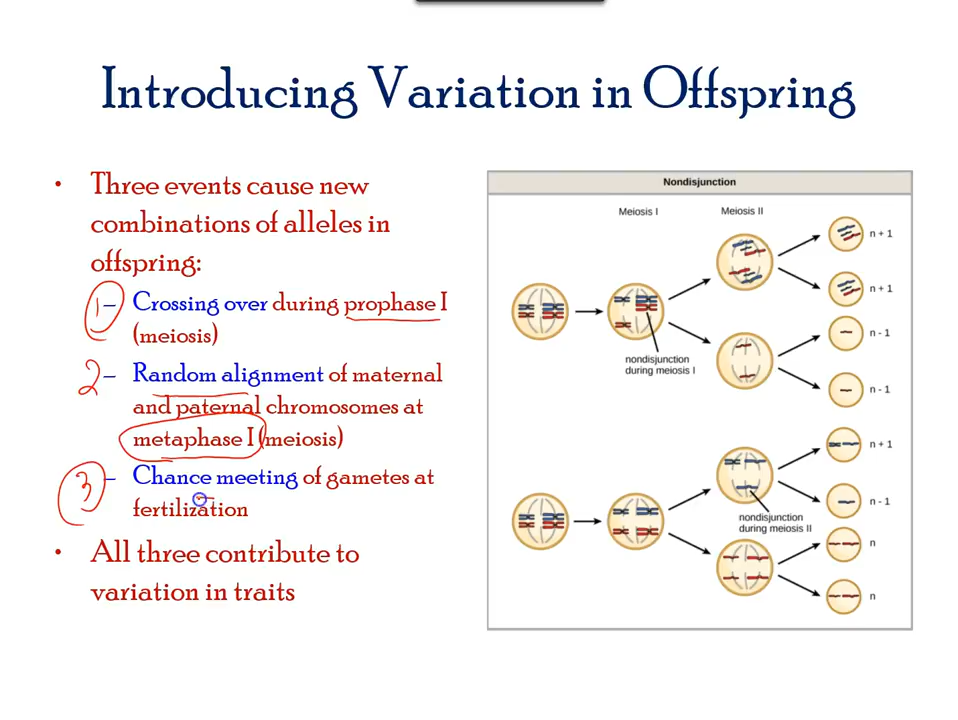 Introducing Variation in Offspring
• Three events cause new
combinations of alleles in
offspring:
1 – Crossing over during prophase I
(meiosis)
2 – Random alignment of maternal
and paternal chromosomes at
metaphase I (meiosis)
3 – Chance meeting of gametes at
fertilization
• All three contribute to
variation in traits
Nondisjunction
Meiosis I
Meiosis II
n + 1
n + 1
nondisjunction
during meiosis I
n - 1
n - 1
n + 1
n - 1
nondisjunction
during meiosis II
n
n